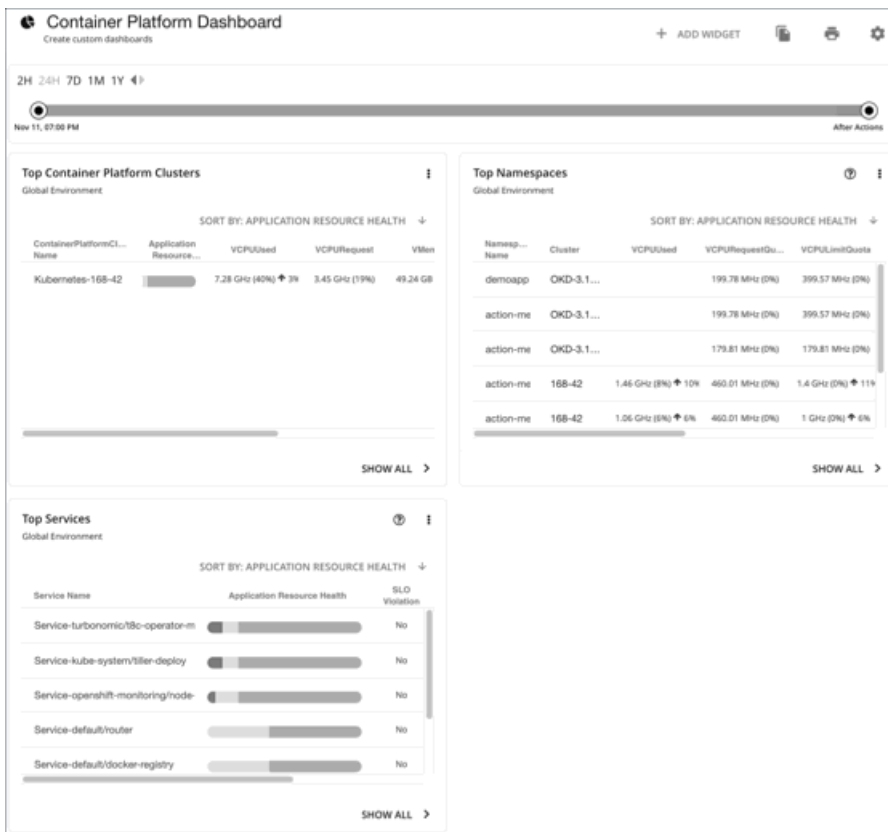 Container Platform Dashboard
Create custom dashboards
+ ADD WIDGET
2H 24H 7D 1M 1Y
Nov 11, 07:00 PM
After Actions
Top Container Platform Clusters
Global Environment
SORT BY: APPLICATION RESOURCE HEALTH
ContainerPlatformCl... Name Application Resource... VCPUUsed VCPURequest VMen
Kubernetes-168-42 7.28 GHz (40%) 3% 3.45 GHz (19%) 49.24 GB
SHOW ALL
Top Namespaces
Global Environment
SORT BY: APPLICATION RESOURCE HEALTH
Namesp... Name Cluster VCPUUsed VCPURequestQu... VCPULimitQuota
demoapp OKD-3.1... 199.78 MHz (0%) 399.57 MHz (0%)
action-me OKD-3.1... 199.78 MHz (0%) 399.57 MHz (0%)
action-me OKD-3.1... 179.81 MHz (0%) 179.81 MHz (0%)
action-me 168-42 1.46 GHz (8%) 10% 460.01 MHz (0%) 1.4 GHz (0%) 11%
action-me 168-42 1.06 GHz (6%) 6% 460.01 MHz (0%) 1 GHz (0%) 6%
SHOW ALL
Top Services
Global Environment
SORT BY: APPLICATION RESOURCE HEALTH
Service Name Application Resource Health SLO Violation
Service-turbonomic/t8c-operator-m No
Service-kube-system/tiller-deploy No
Service-openshift-monitoring/node- No
Service-default/router No
Service-default/docker-registry No
SHOW ALL